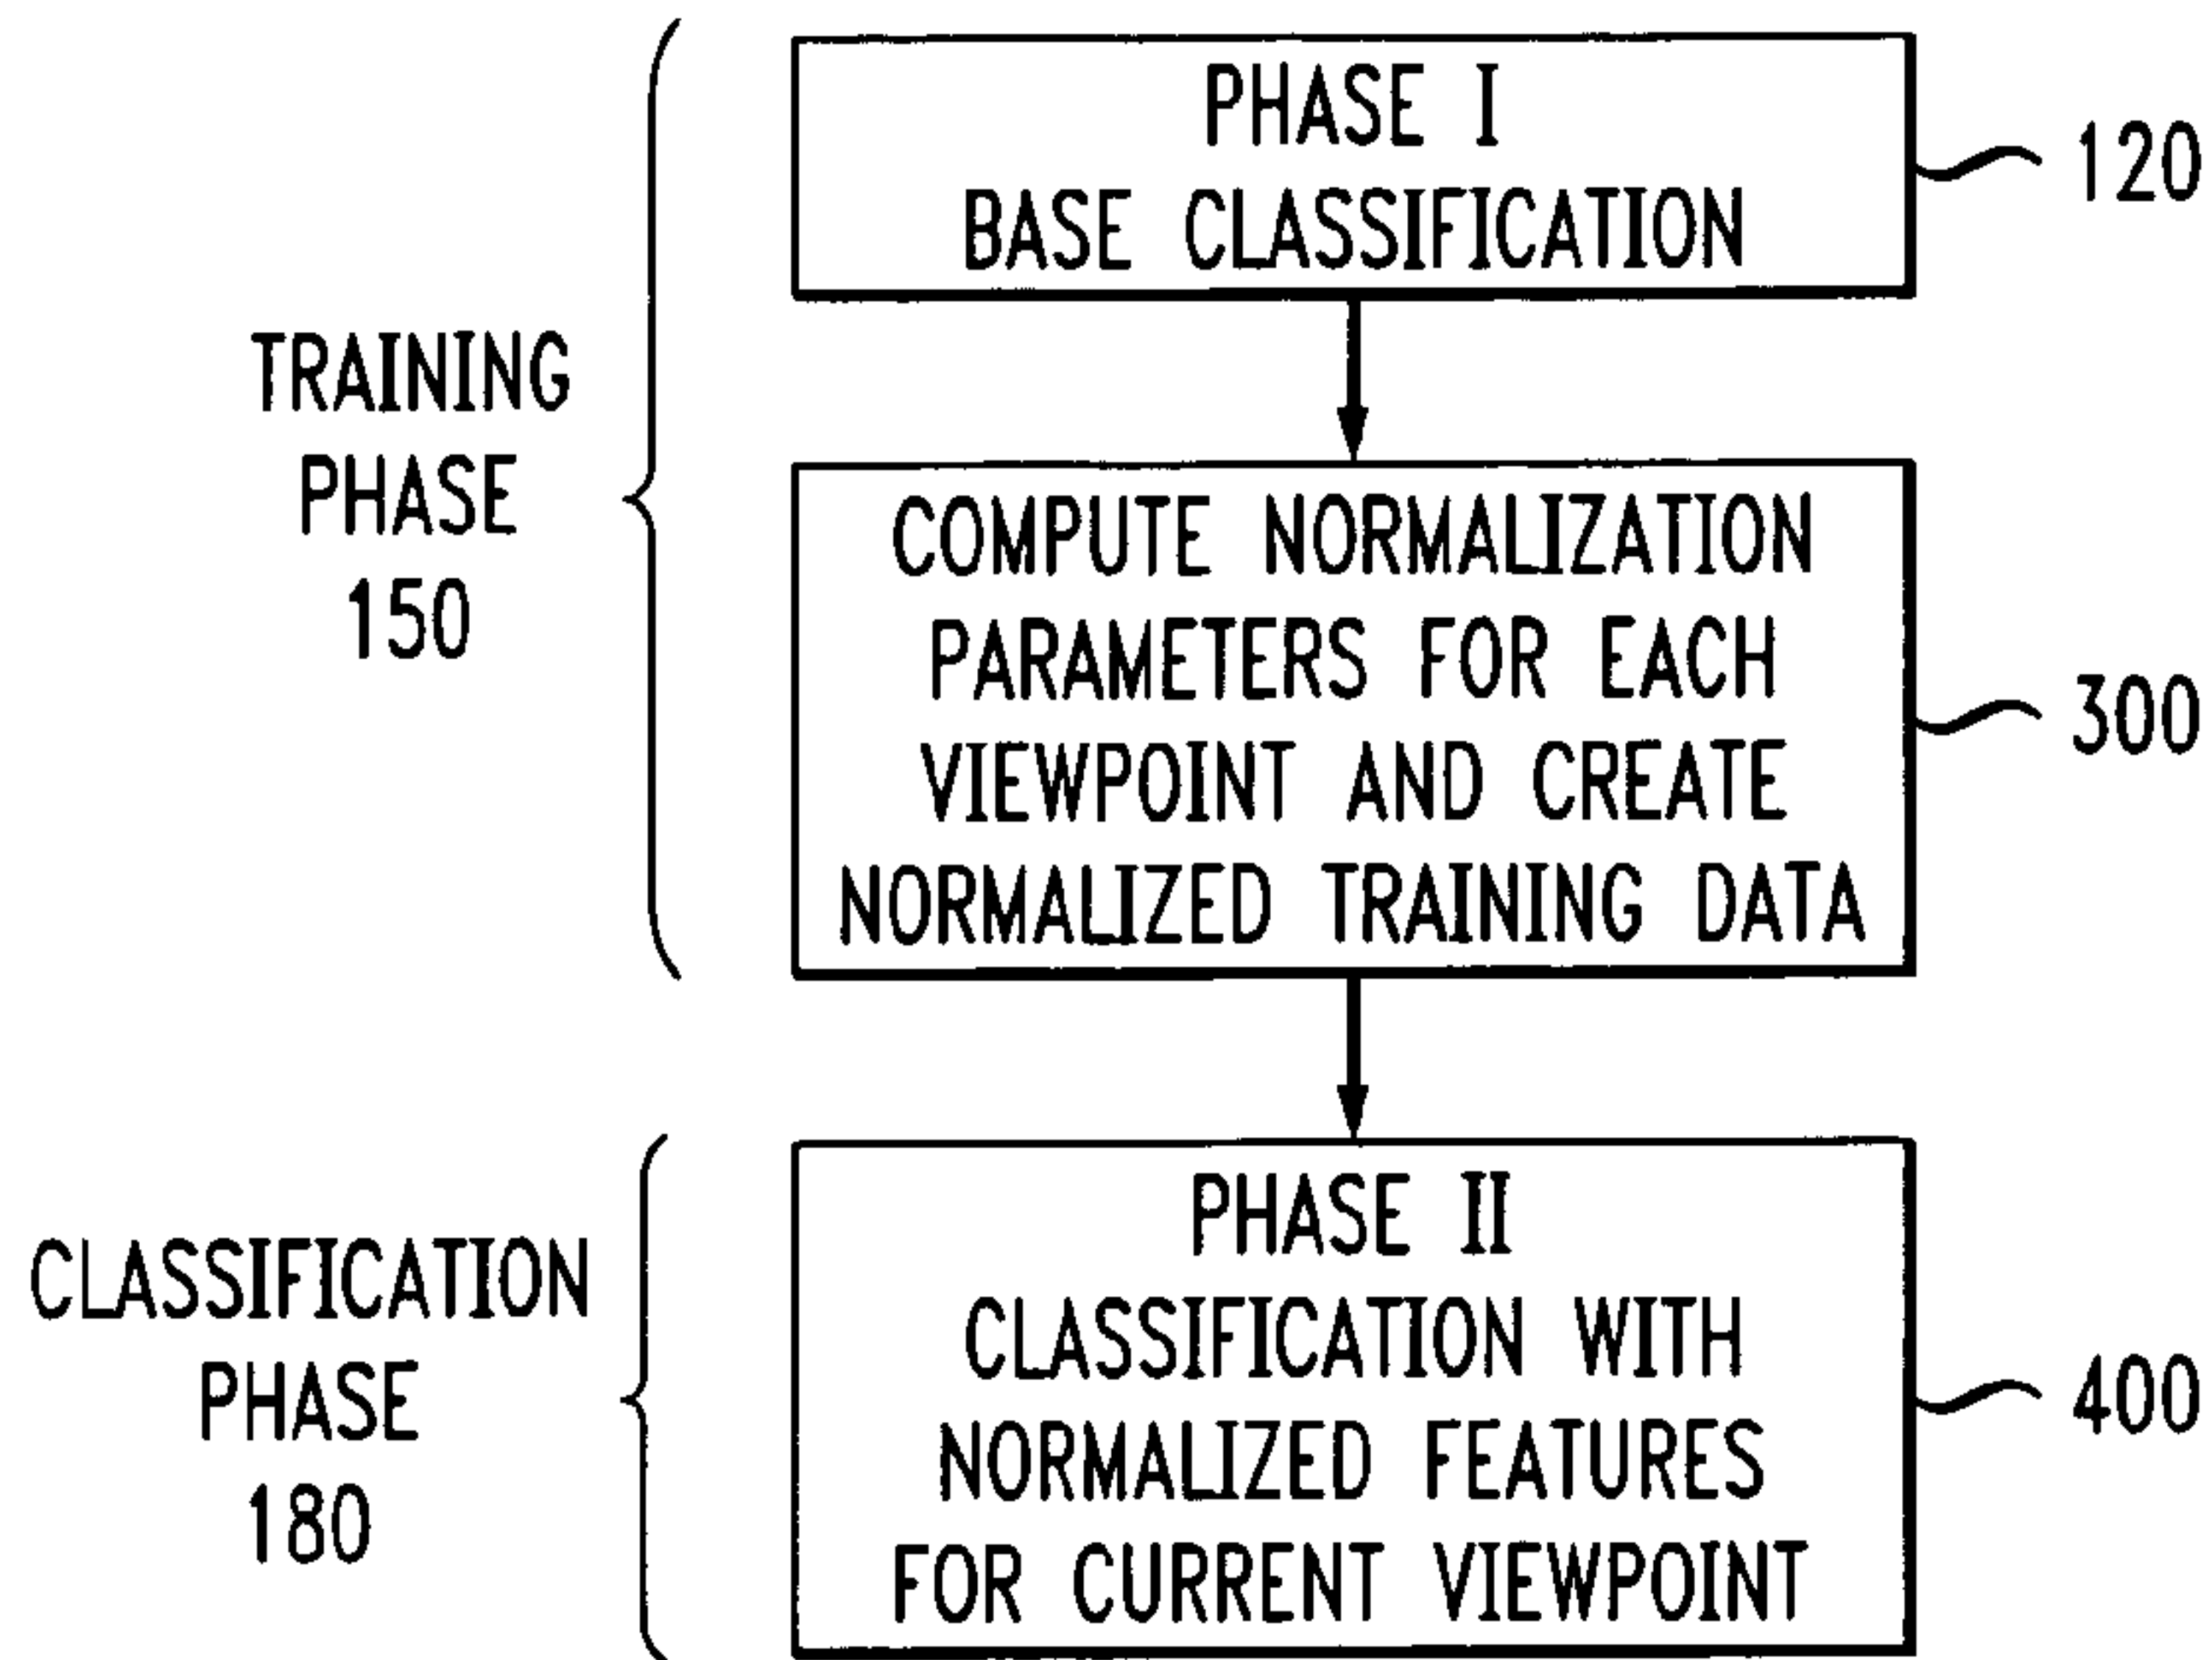 PHASE I
BASE CLASSIFICATION
120
TRAINING
PHASE
150
COMPUTE NORMALIZATION
PARAMETERS FOR EACH
VIEWPOINT AND CREATE
NORMALIZED TRAINING DATA
300
CLASSIFICATION
PHASE
180
PHASE II
CLASSIFICATION WITH
NORMALIZED FEATURES
FOR CURRENT VIEWPOINT
400